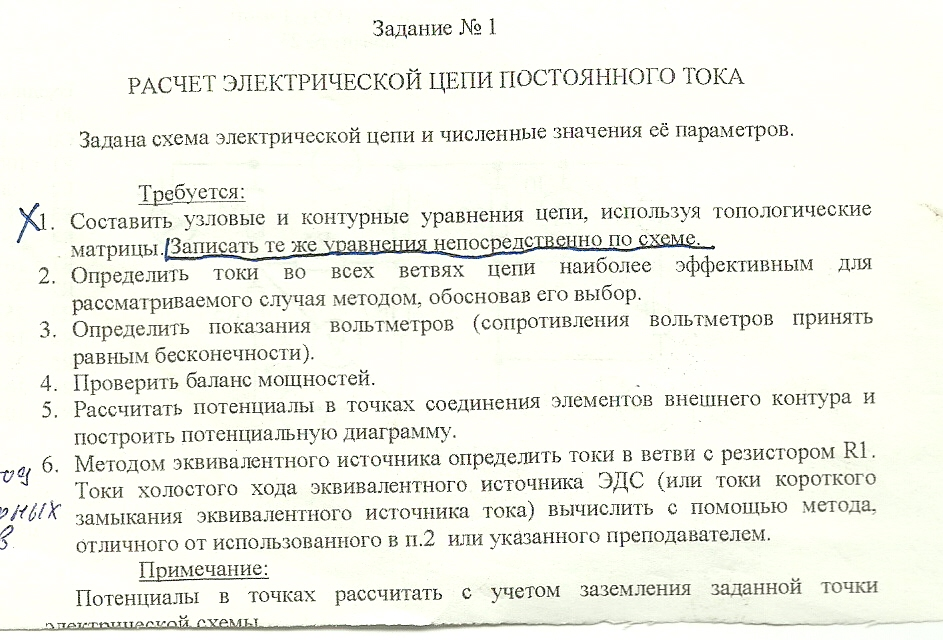 Задание № 1
РАСЧЕТ ЭЛЕКТРИЧЕСКОЙ ЦЕПИ ПОСТОЯННОГО ТОКА
Задана схема электрической цепи и численные значения её параметров.
Требуется:
1. Составить узловые и контурные уравнения цепи, используя топологические
матрицы. Записать те же уравнения непосредственно по схеме.
2. Определить токи во всех ветвях цепи наиболее эффективным для
рассматриваемого случая методом, обосновав его выбор.
3. Определить показания вольтметров (сопротивления вольтметров принять
равным бесконечности).
4. Проверить баланс мощностей.
5. Рассчитать потенциалы в точках соединения элементов внешнего контура и
построить потенциальную диаграмму.
6. Методом эквивалентного источника определить токи в ветви с резистором R1.
Токи холостого хода эквивалентного источника ЭДС (или токи короткого
замыкания эквивалентного источника тока) вычислить с помощью метода,
отличного от использованного в п.2 или указанного преподавателем.
Примечание:
Потенциалы в точках рассчитать с учетом заземления заданной точки
электрической схемы.